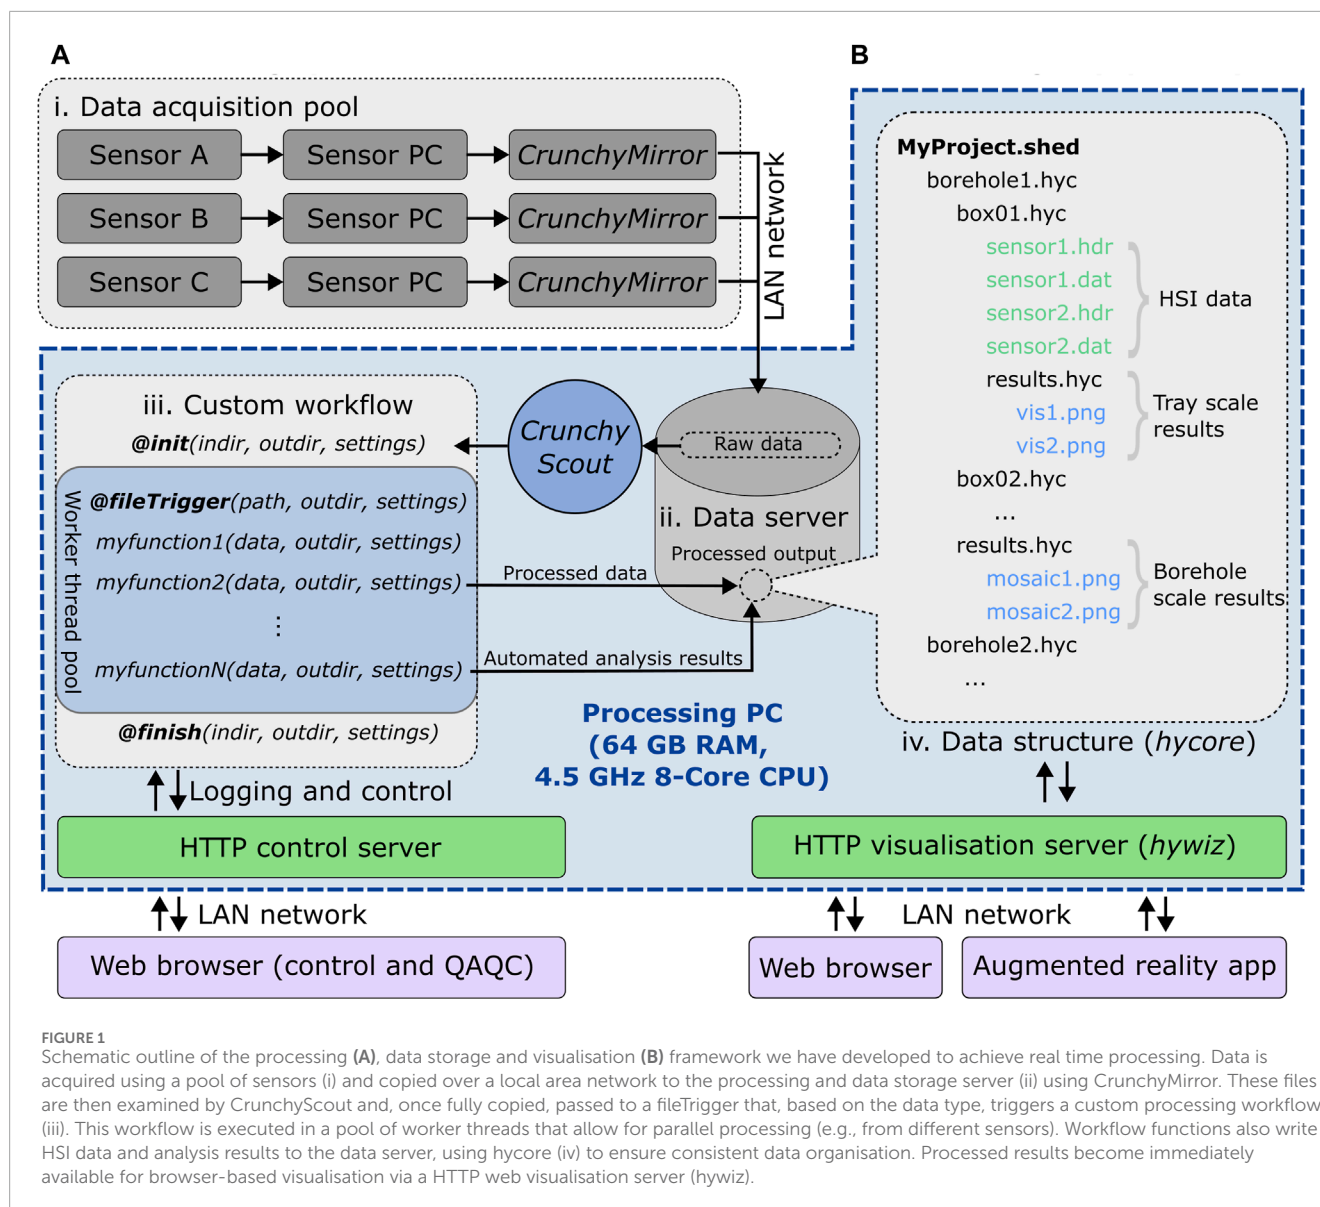 A
B
i. Data acquisition pool
Sensor A
Sensor PC
CrunchyMirror
Sensor B
Sensor PC
CrunchyMirror
Sensor C
Sensor PC
CrunchyMirror
LAN network
iii. Custom workflow
@init(indir, outdir, settings)
Worker thread pool
@fileTrigger(path, outdir, settings)
myfunction1(data, outdir, settings)
myfunction2(data, outdir, settings)
⋮
myfunctionN(data, outdir, settings)
@finish(indir, outdir, settings)
Crunchy
Scout
Raw data
ii. Data server
Processed output
Processed data
Automated analysis results
Processing PC
(64 GB RAM,
4.5 GHz 8-Core CPU)
Logging and control
HTTP control server
LAN network
Web browser (control and QAQC)
MyProject.shed
borehole1.hyc
box01.hyc
sensor1.hdr
sensor1.dat
sensor2.hdr
sensor2.dat
HSI data
results.hyc
vis1.png
vis2.png
Tray scale
results
box02.hyc
...
results.hyc
mosaic1.png
mosaic2.png
Borehole
scale results
borehole2.hyc
...
iv. Data structure (hycore)
HTTP visualisation server (hywiz)
LAN network
Web browser
Augmented reality app
FIGURE 1
Schematic outline of the processing (A), data storage and visualisation (B) framework we have developed to achieve real time processing. Data is
acquired using a pool of sensors (i) and copied over a local area network to the processing and data storage server (ii) using CrunchyMirror. These files
are then examined by CrunchyScout and, once fully copied, passed to a fileTrigger that, based on the data type, triggers a custom processing workflow
(iii). This workflow is executed in a pool of worker threads that allow for parallel processing (e.g., from different sensors). Workflow functions also write
HSI data and analysis results to the data server, using hycore (iv) to ensure consistent data organisation. Processed results become immediately
available for browser-based visualisation via a HTTP web visualisation server (hywiz).